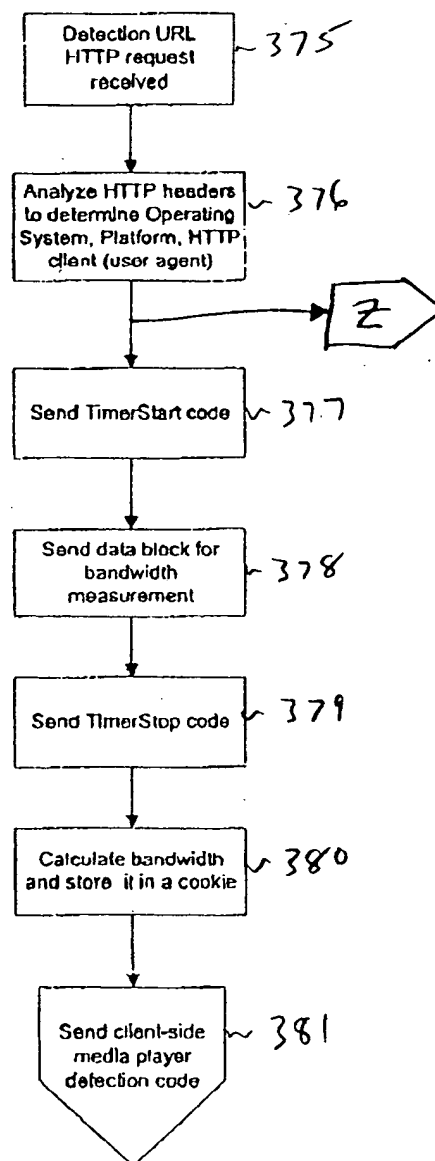 Detection URL
HTTP request
received
375
Analyze HTTP headers
to determine Operating
System, Platform, HTTP
client (user agent)
376
Z
Send TimerStart code
377
Send data block for
bandwidth
measurement
378
Send TimerStop code
379
Calculate bandwidth
and store it in a cookie
380
Send client-side
media player
detection code
381